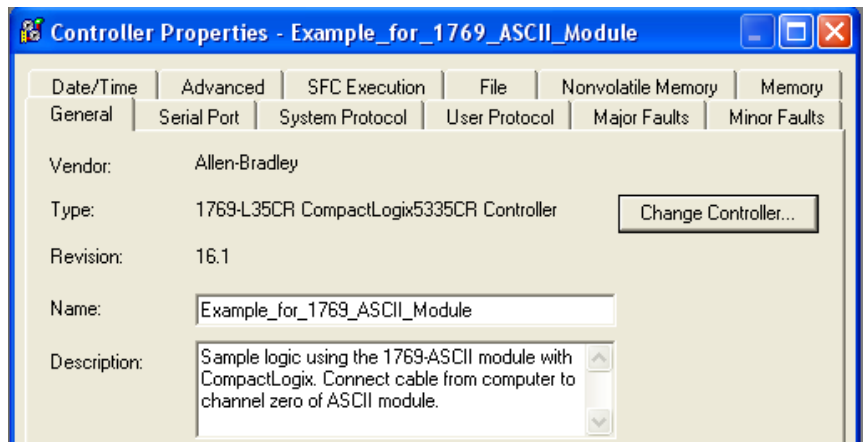 Controller Properties - Example_for_1769_ASCII_Module
Date/Time Advanced SFC Execution File Nonvolatile Memory Memory
General Serial Port System Protocol User Protocol Major Faults Minor Faults
Vendor: Allen-Bradley
Type: 1769-L35CR CompactLogix5335CR Controller Change Controller...
Revision: 16.1
Name: Example_for_1769_ASCII_Module
Description: Sample logic using the 1769-ASCII module with
CompactLogix. Connect cable from computer to
channel zero of ASCII module.